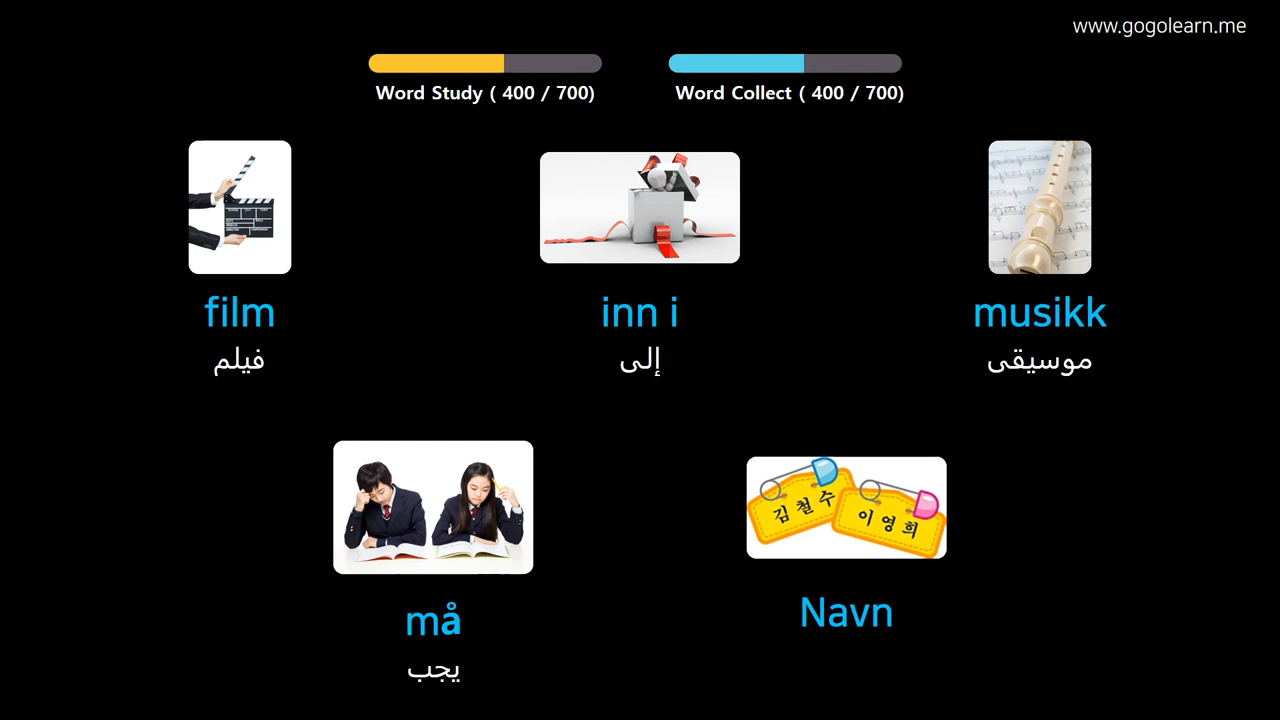 www.gogolearn.me
Word Study ( 400 / 700)
Word Collect ( 400 / 700)
film
فيلم
inn i
إلى
musikk
موسيقى
må
يجب
김철수
이영희
Navn